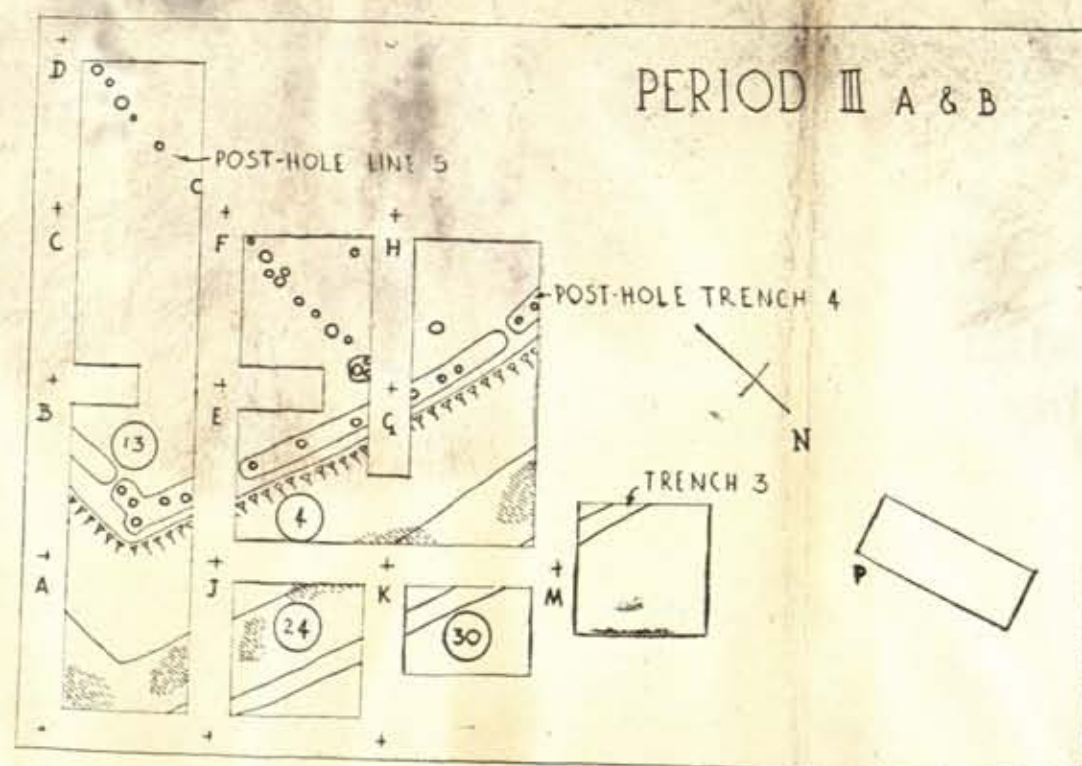 PERIOD III A & B
D
POST-HOLE LINE 5
C
C
F
H
POST-HOLE TRENCH 4
B
E
G
N
13
4
TRENCH 3
A
J
K
M
P
24
30